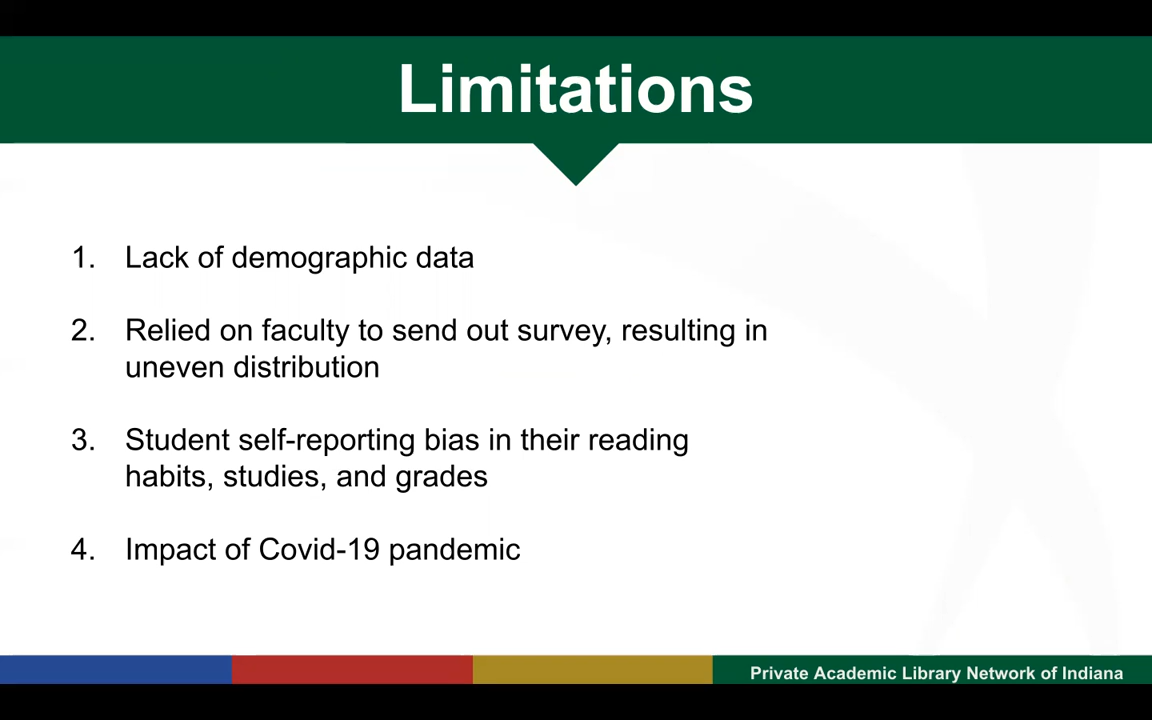 Limitations
1. Lack of demographic data
2. Relied on faculty to send out survey, resulting in
uneven distribution
3. Student self-reporting bias in their reading
habits, studies, and grades
4. Impact of Covid-19 pandemic
Private Academic Library Network of Indiana